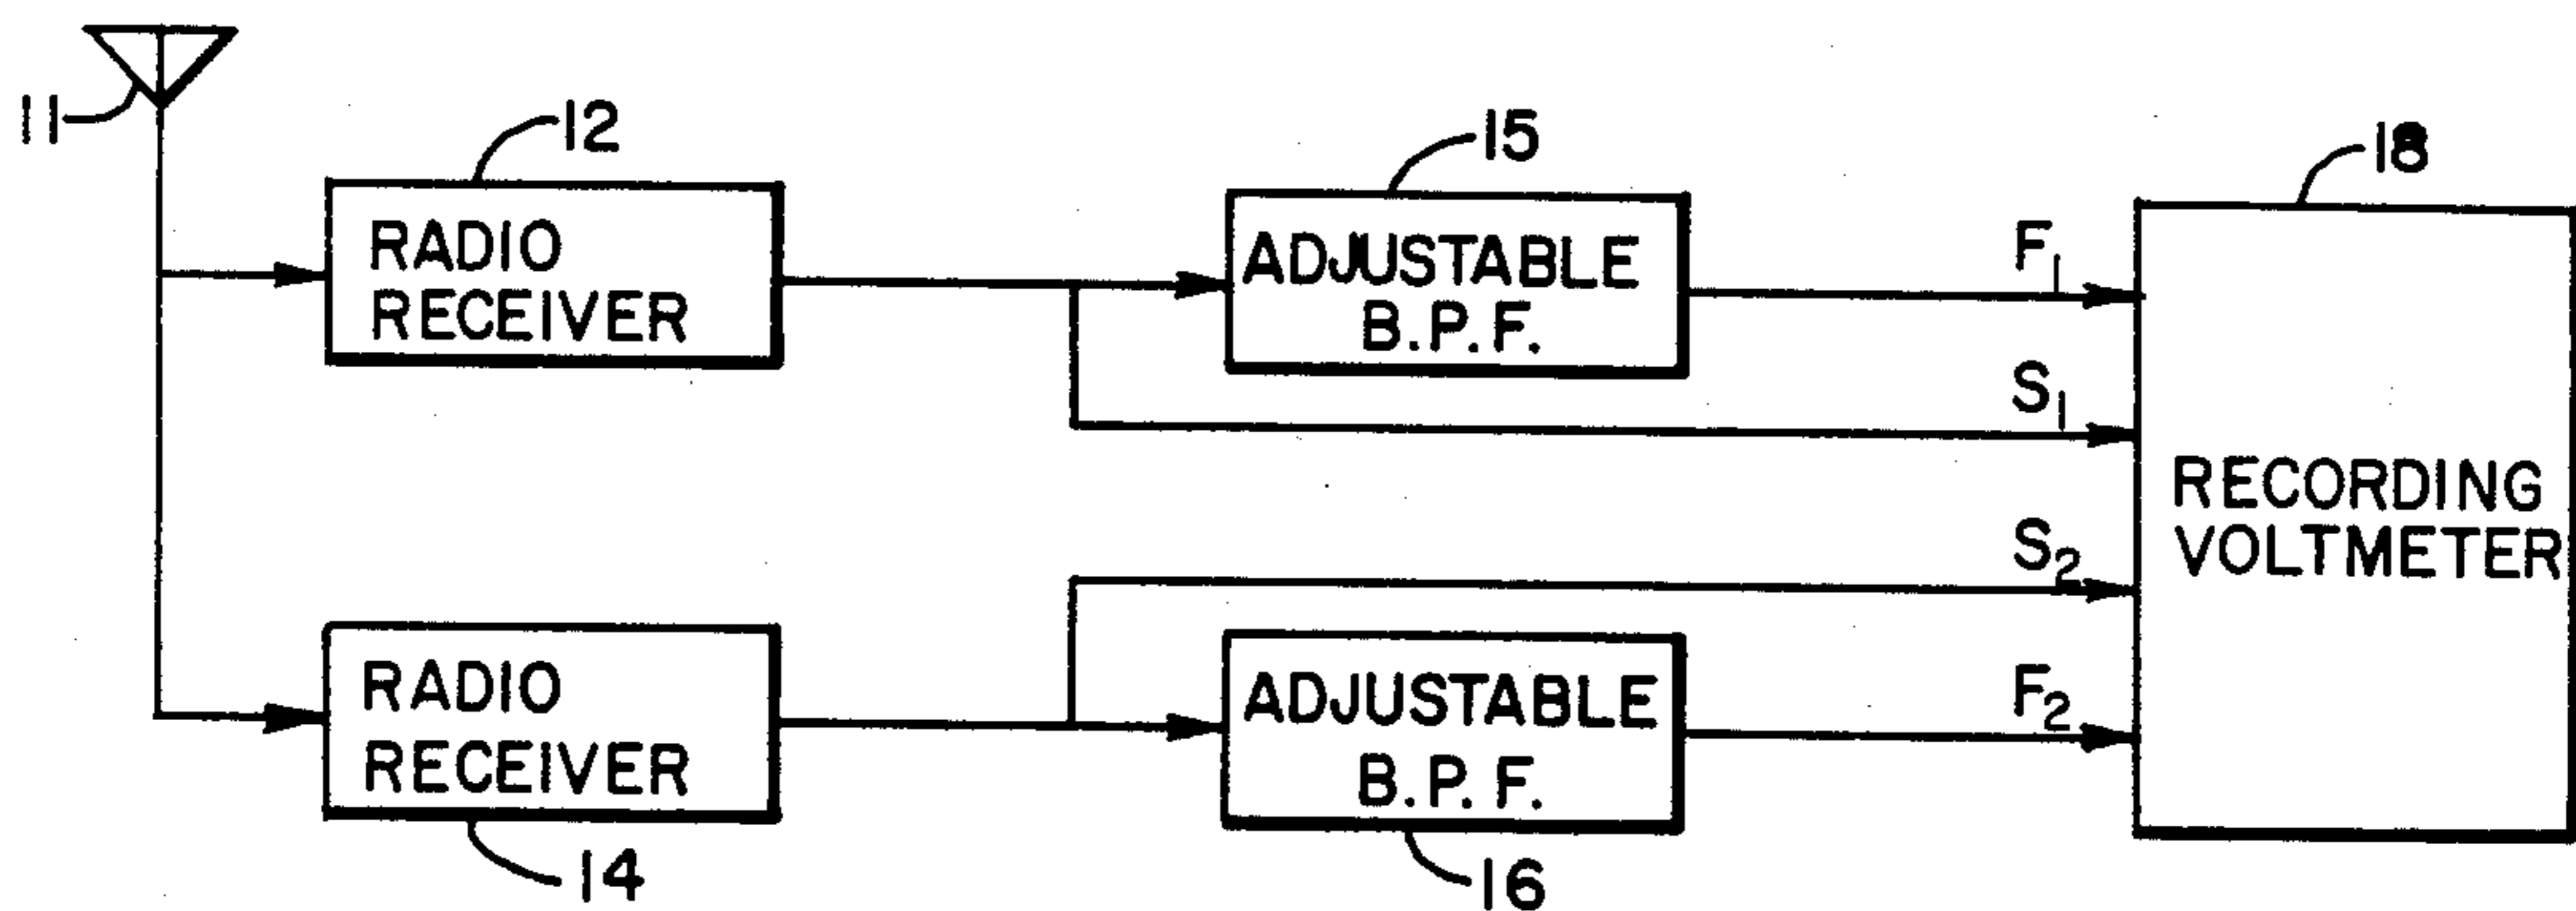 11
12
15
18
RADIO
RECEIVER
ADJUSTABLE
B.P.F.
F1
S1
RECORDING
VOLTMETER
S2
F2
RADIO
RECEIVER
ADJUSTABLE
B.P.F.
14
16